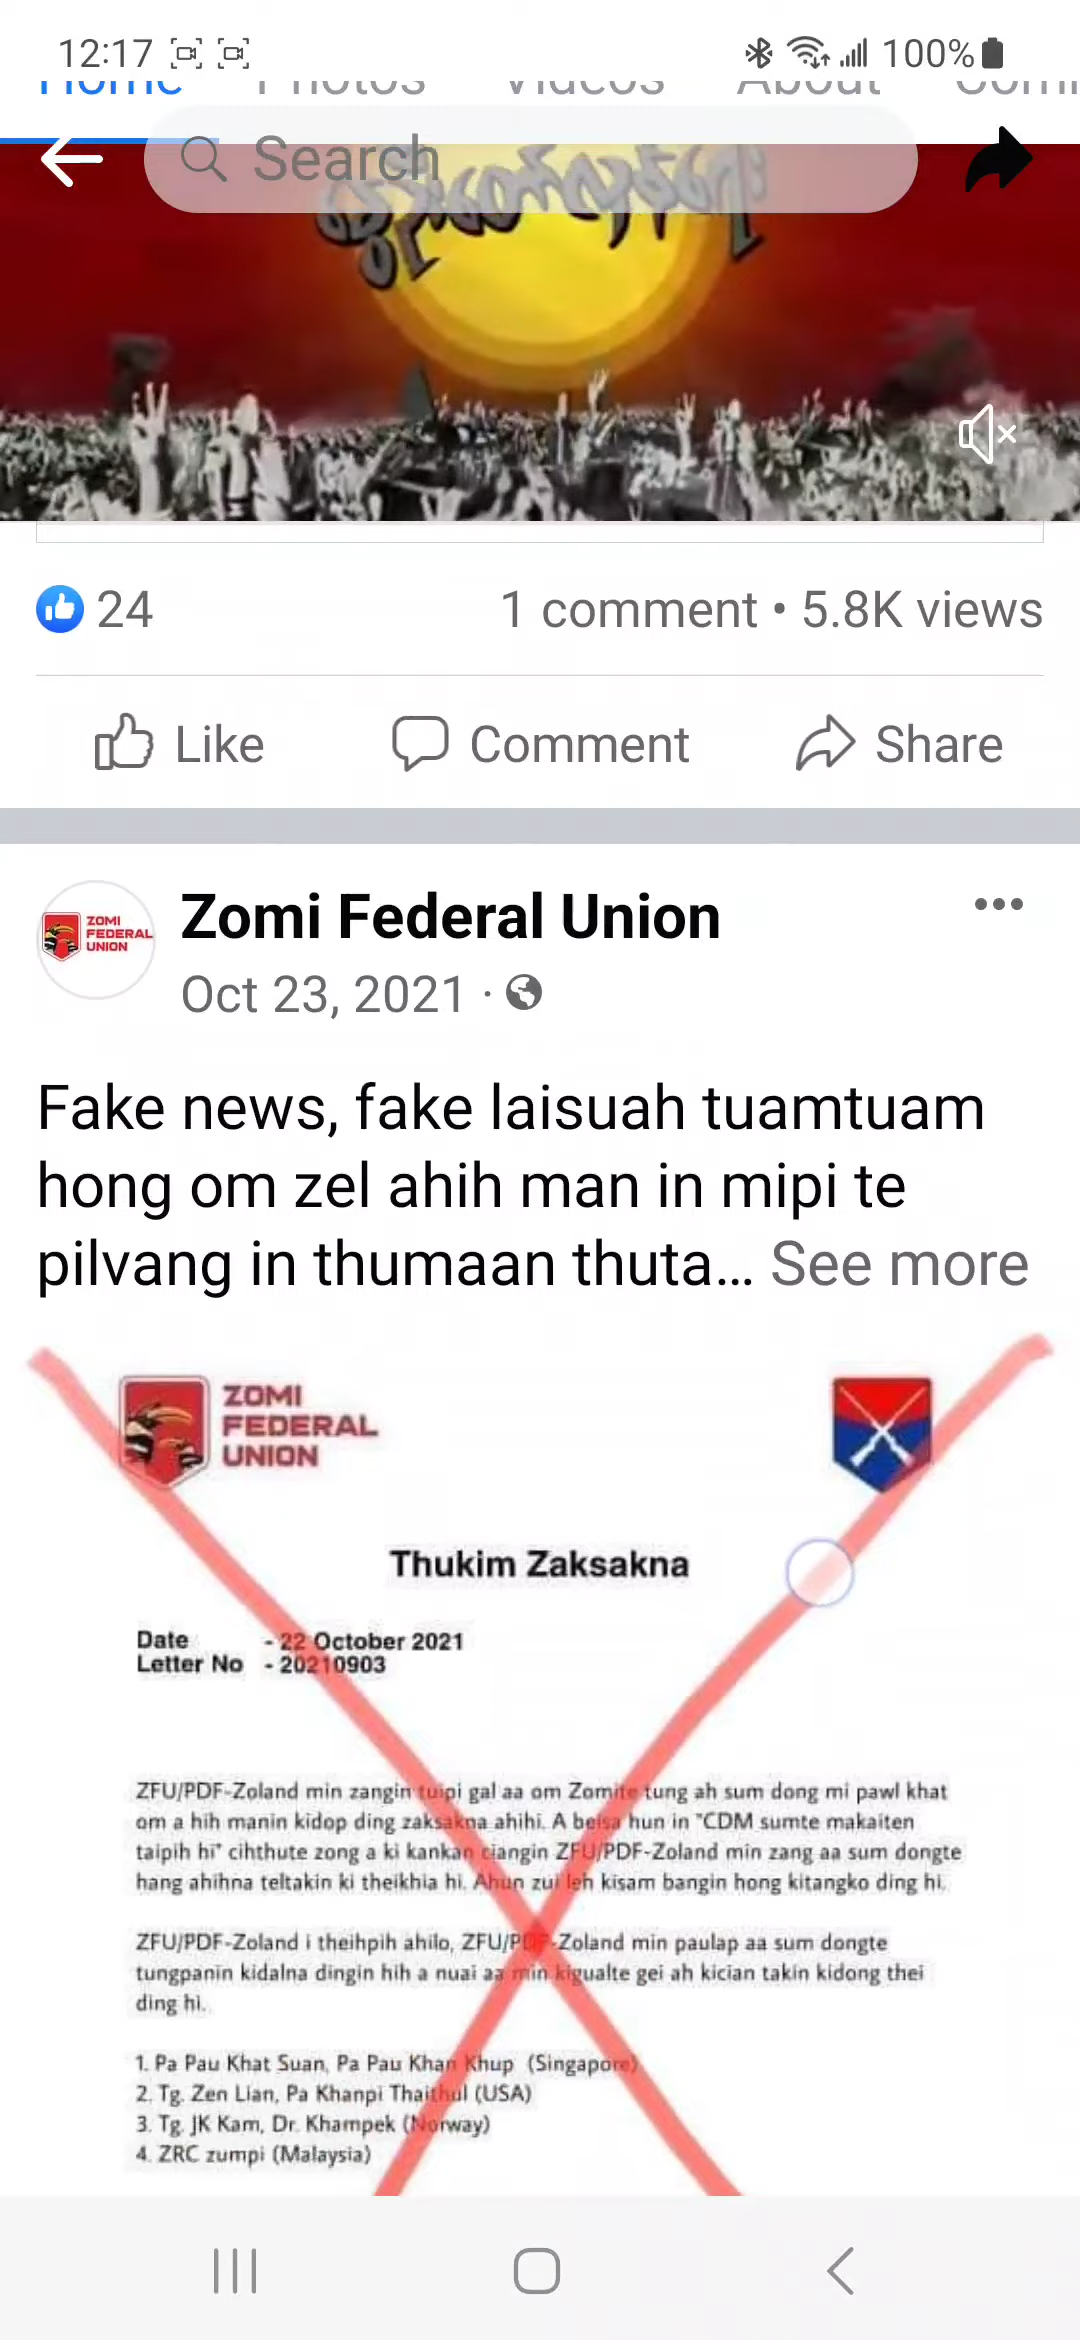 12:17 100%
Home Photos Videos About
Search
24 1 comment • 5.8K views
Like Comment Share
ZOMI
FEDERAL
UNION
Zomi Federal Union
Oct 23, 2021 ·
Fake news, fake laisuah tuamtuam
hong om zel ahih man in mipi te
pilvang in thumaan thuta... See more
ZOMI
FEDERAL
UNION
Thukim Zaksakna
Date - 22 October 2021
Letter No - 20210903
ZFU/PDF-Zoland min zangin tuipi gal aa om Zomite tung ah sum dong mi pawl khat
om a hih manin kidop ding zaksakna ahihi. A beisa hun in "CDM sumte makaiten
taipih hi" cihthute zong a ki kankan ciangin ZFU/PDF-Zoland min zang aa sum dongte
hang ahihna teltakin ki theikhia hi. Ahun zui leh kisam bangin hong kitangko ding hi.
ZFU/PDF-Zoland i theihpih ahilo, ZFU/PDF-Zoland min paulap aa sum dongte
tungpanin kidalna dingin hih a nuai aa min kigualte gei ah kician takin kidong thei
ding hi.
1. Pa Pau Khat Suan, Pa Pau Khan Khup (Singapore)
2. Tg. Zen Lian, Pa Khanpi Thaithul (USA)
3. Tg. JK Kam, Dr. Khampek (Norway)
4. ZRC zumpi (Malaysia)